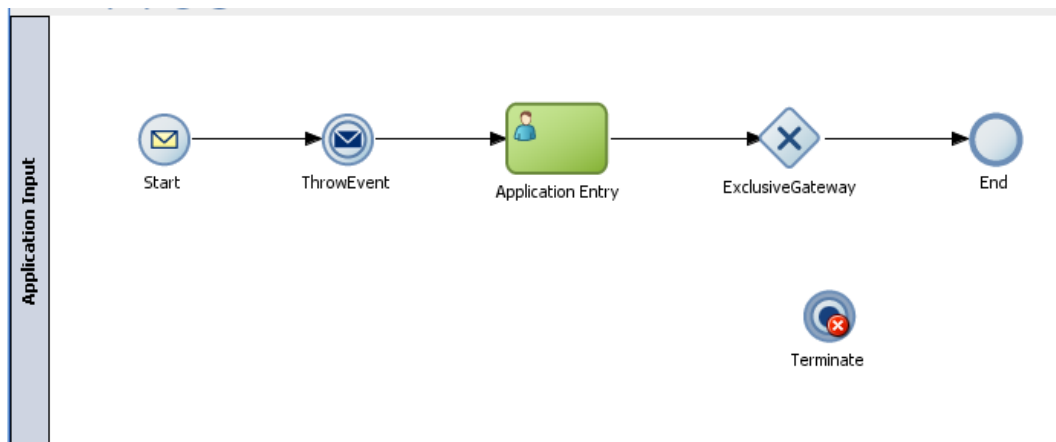 Application Input
Start
ThrowEvent
Application Entry
ExclusiveGateway
End
Terminate